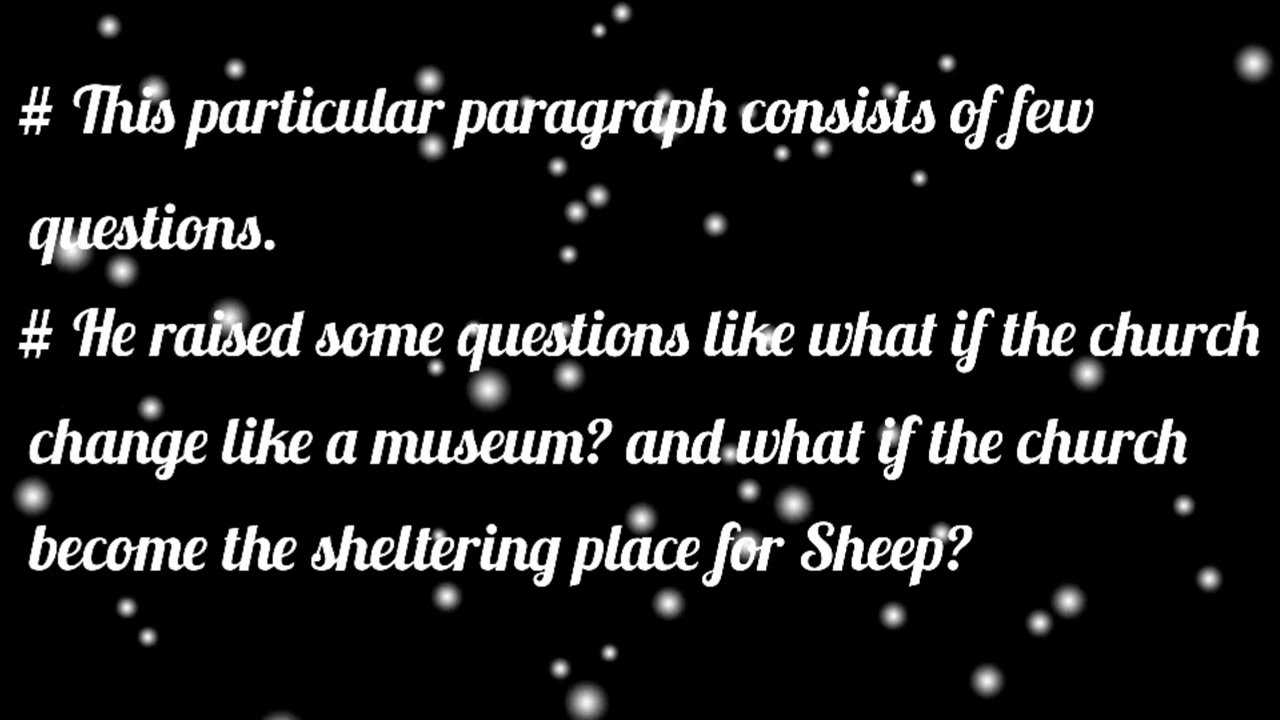 # This particular paragraph consists of few
questions.
# He raised some questions like what if the church
change like a museum? and what if the church
become the sheltering place for Sheep?